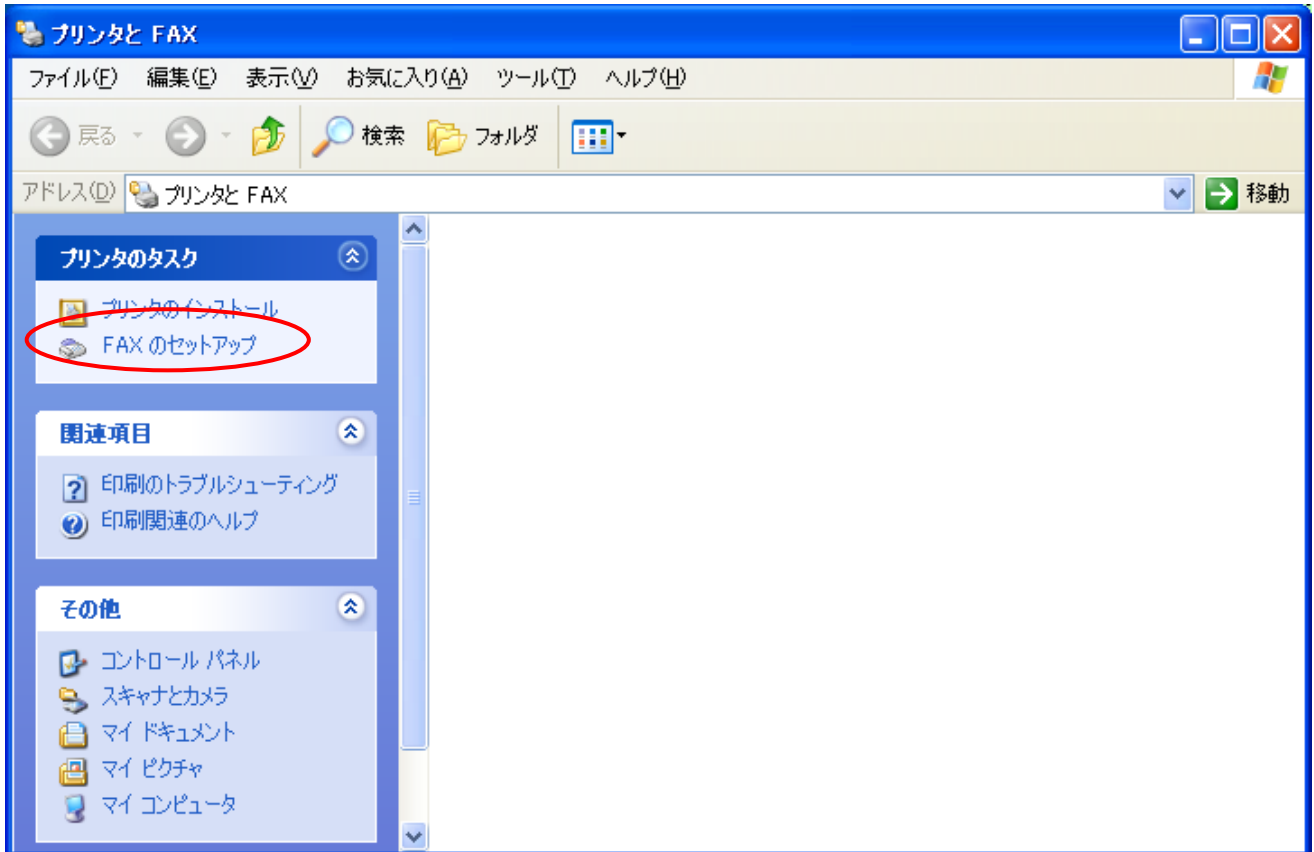 プリンタと FAX
ファイル(F) 編集(E) 表示(V) お気に入り(A) ツール(T) ヘルプ(H)
戻る 検索 フォルダ
アドレス(D) プリンタと FAX 移動
プリンタのタスク
プリンタのインストール
FAX のセットアップ
関連項目
印刷のトラブルシューティング
印刷関連のヘルプ
その他
コントロール パネル
スキャナとカメラ
マイ ドキュメント
マイ ピクチャ
マイ コンピュータ